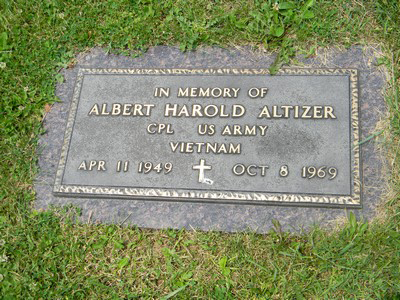 IN MEMORY OF
ALBERT HAROLD ALTIZER
CPL US ARMY
VIETNAM
APR 11 1949 OCT 8 1969